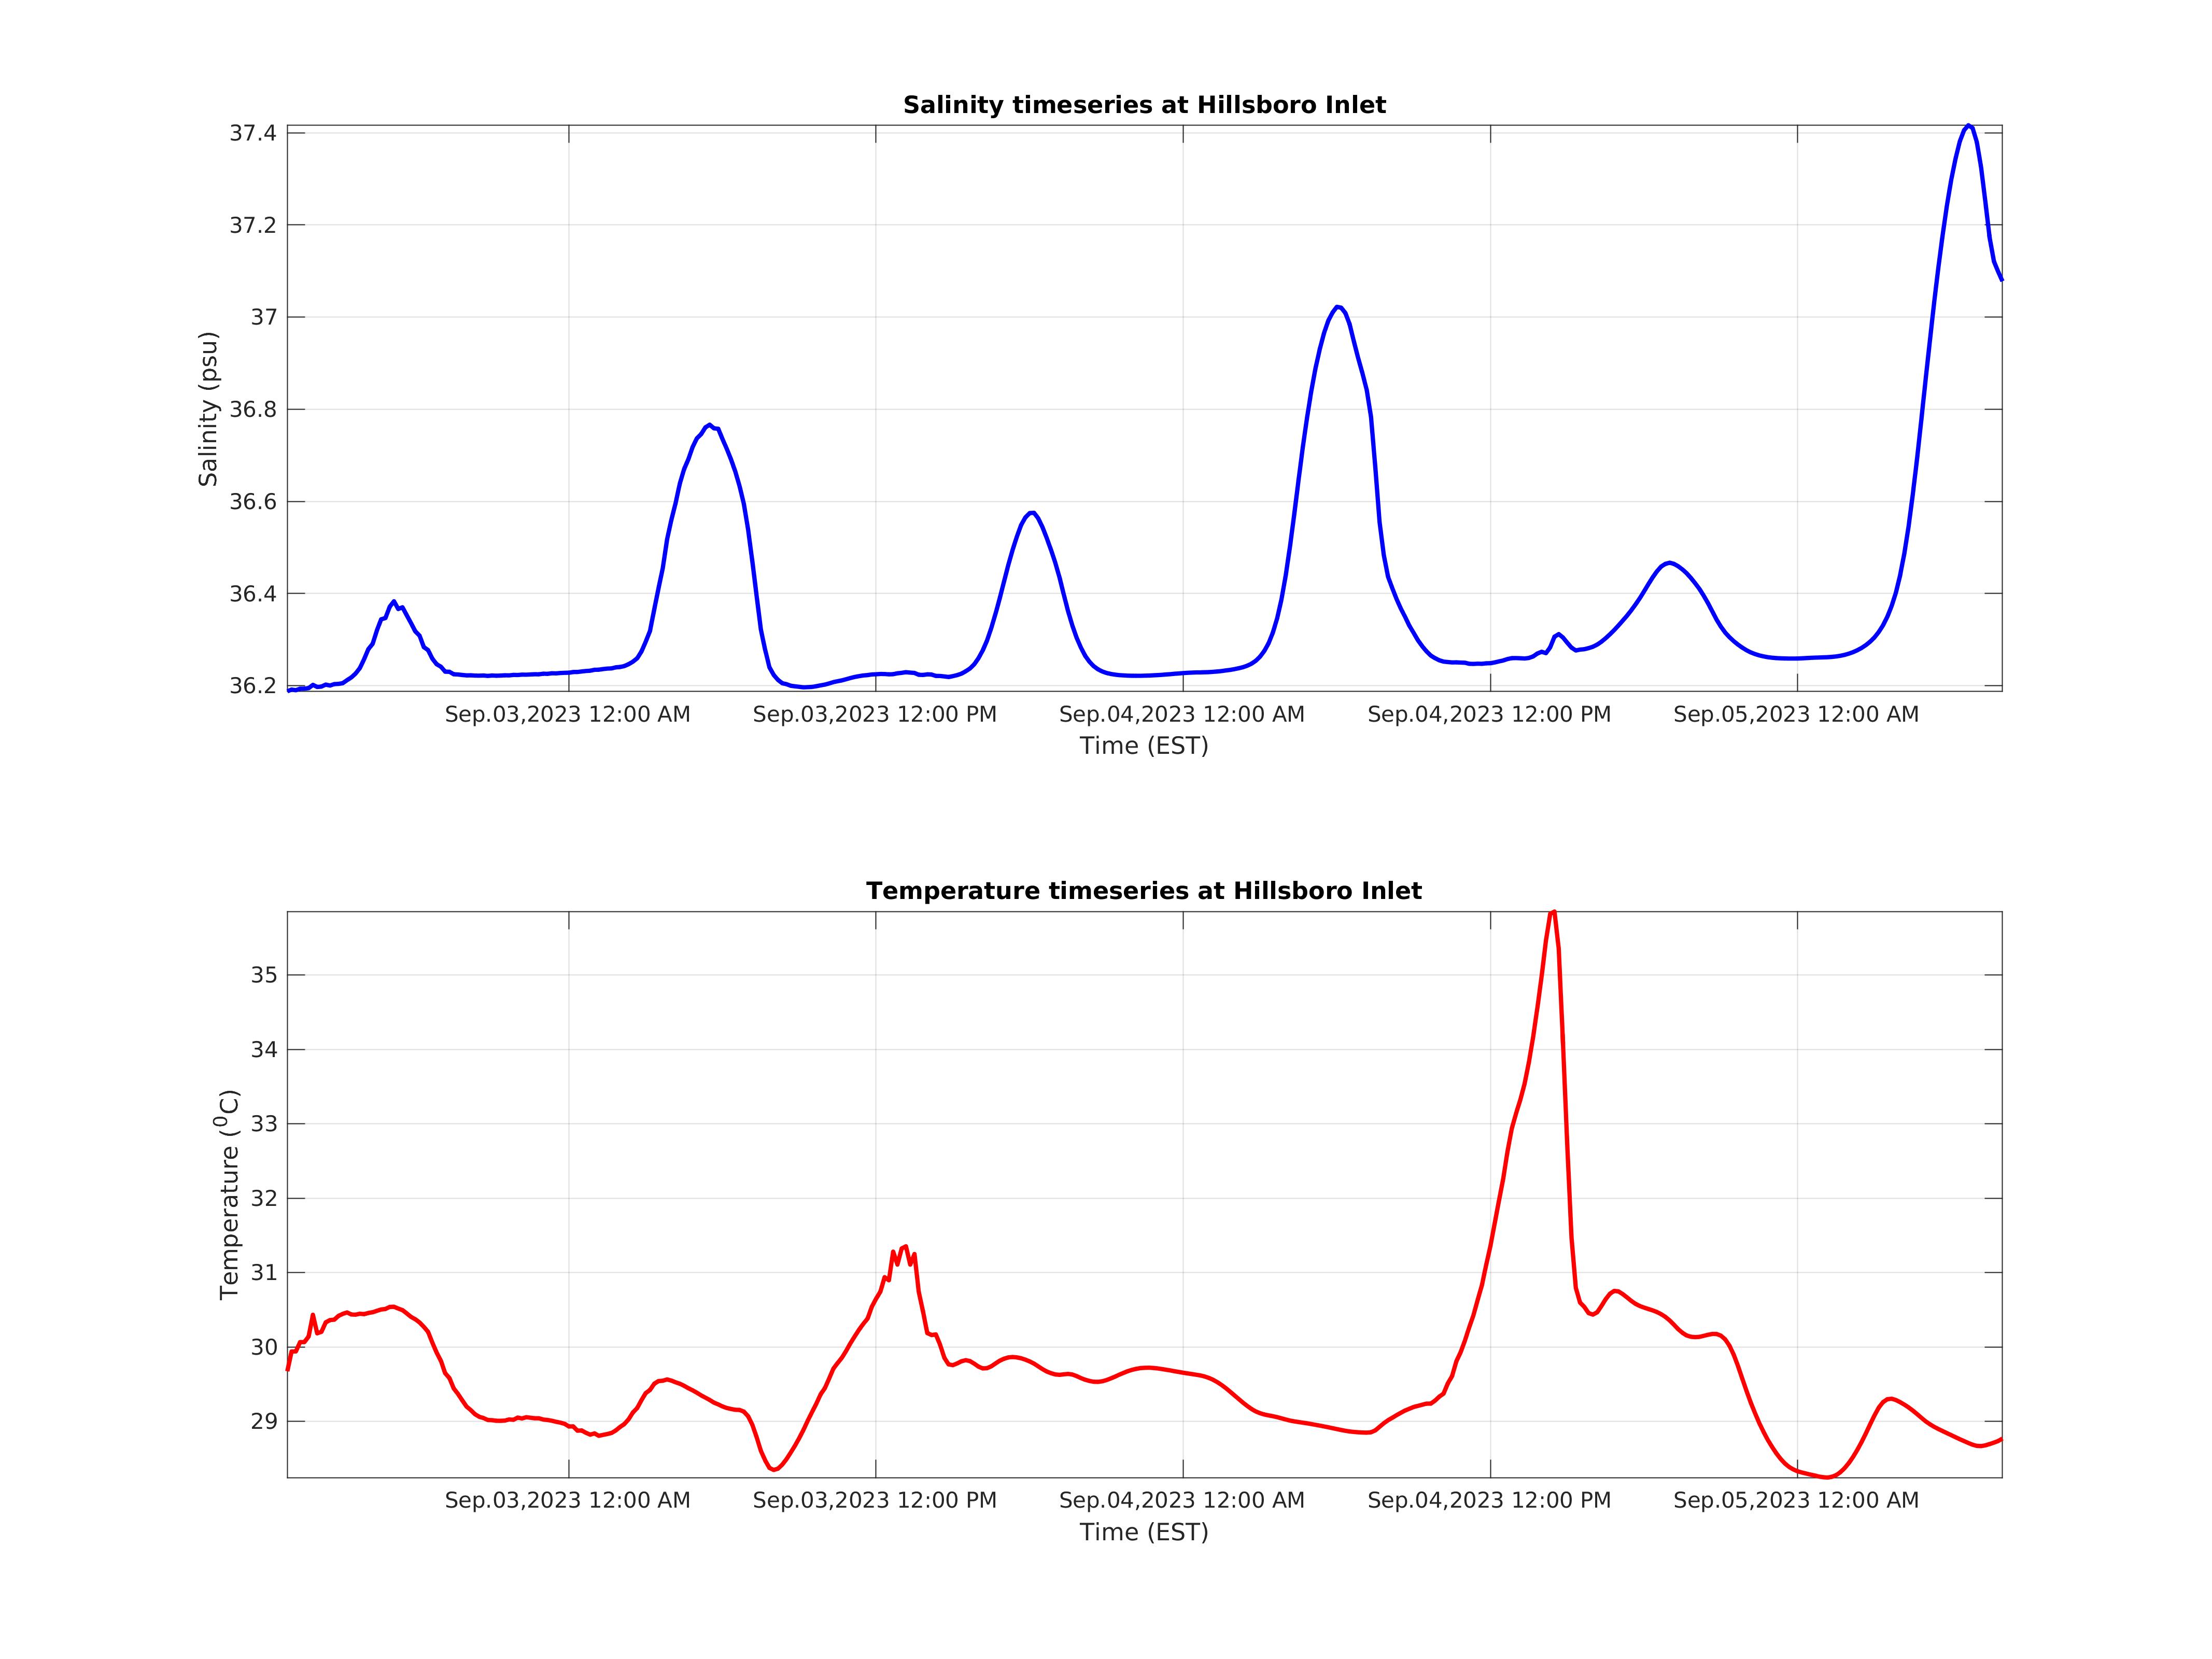 Salinity timeseries at Hillsboro Inlet
37.4
37.2
37
36.8
36.6
36.4
36.2
Salinity (psu)
Sep.03,2023 12:00 AM
Sep.03,2023 12:00 PM
Sep.04,2023 12:00 AM
Sep.04,2023 12:00 PM
Sep.05,2023 12:00 AM
Time (EST)
Temperature timeseries at Hillsboro Inlet
35
34
33
32
31
30
29
Temperature (⁰C)
Sep.03,2023 12:00 AM
Sep.03,2023 12:00 PM
Sep.04,2023 12:00 AM
Sep.04,2023 12:00 PM
Sep.05,2023 12:00 AM
Time (EST)